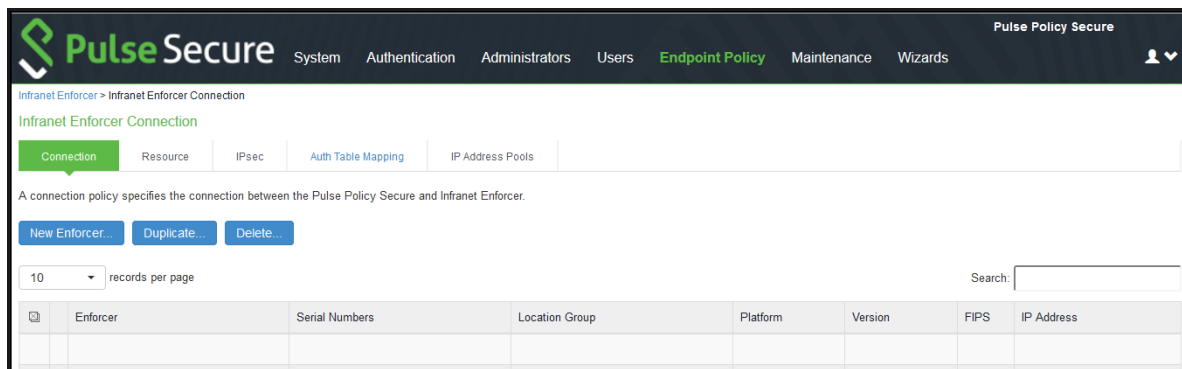 Pulse Policy Secure
Pulse Secure
System Authentication Administrators Users Endpoint Policy Maintenance Wizards
Infranet Enforcer > Infranet Enforcer Connection
Infranet Enforcer Connection
Connection Resource IPsec Auth Table Mapping IP Address Pools
A connection policy specifies the connection between the Pulse Policy Secure and Infranet Enforcer.
New Enforcer... Duplicate... Delete...
10 records per page Search:
Enforcer Serial Numbers Location Group Platform Version FIPS IP Address